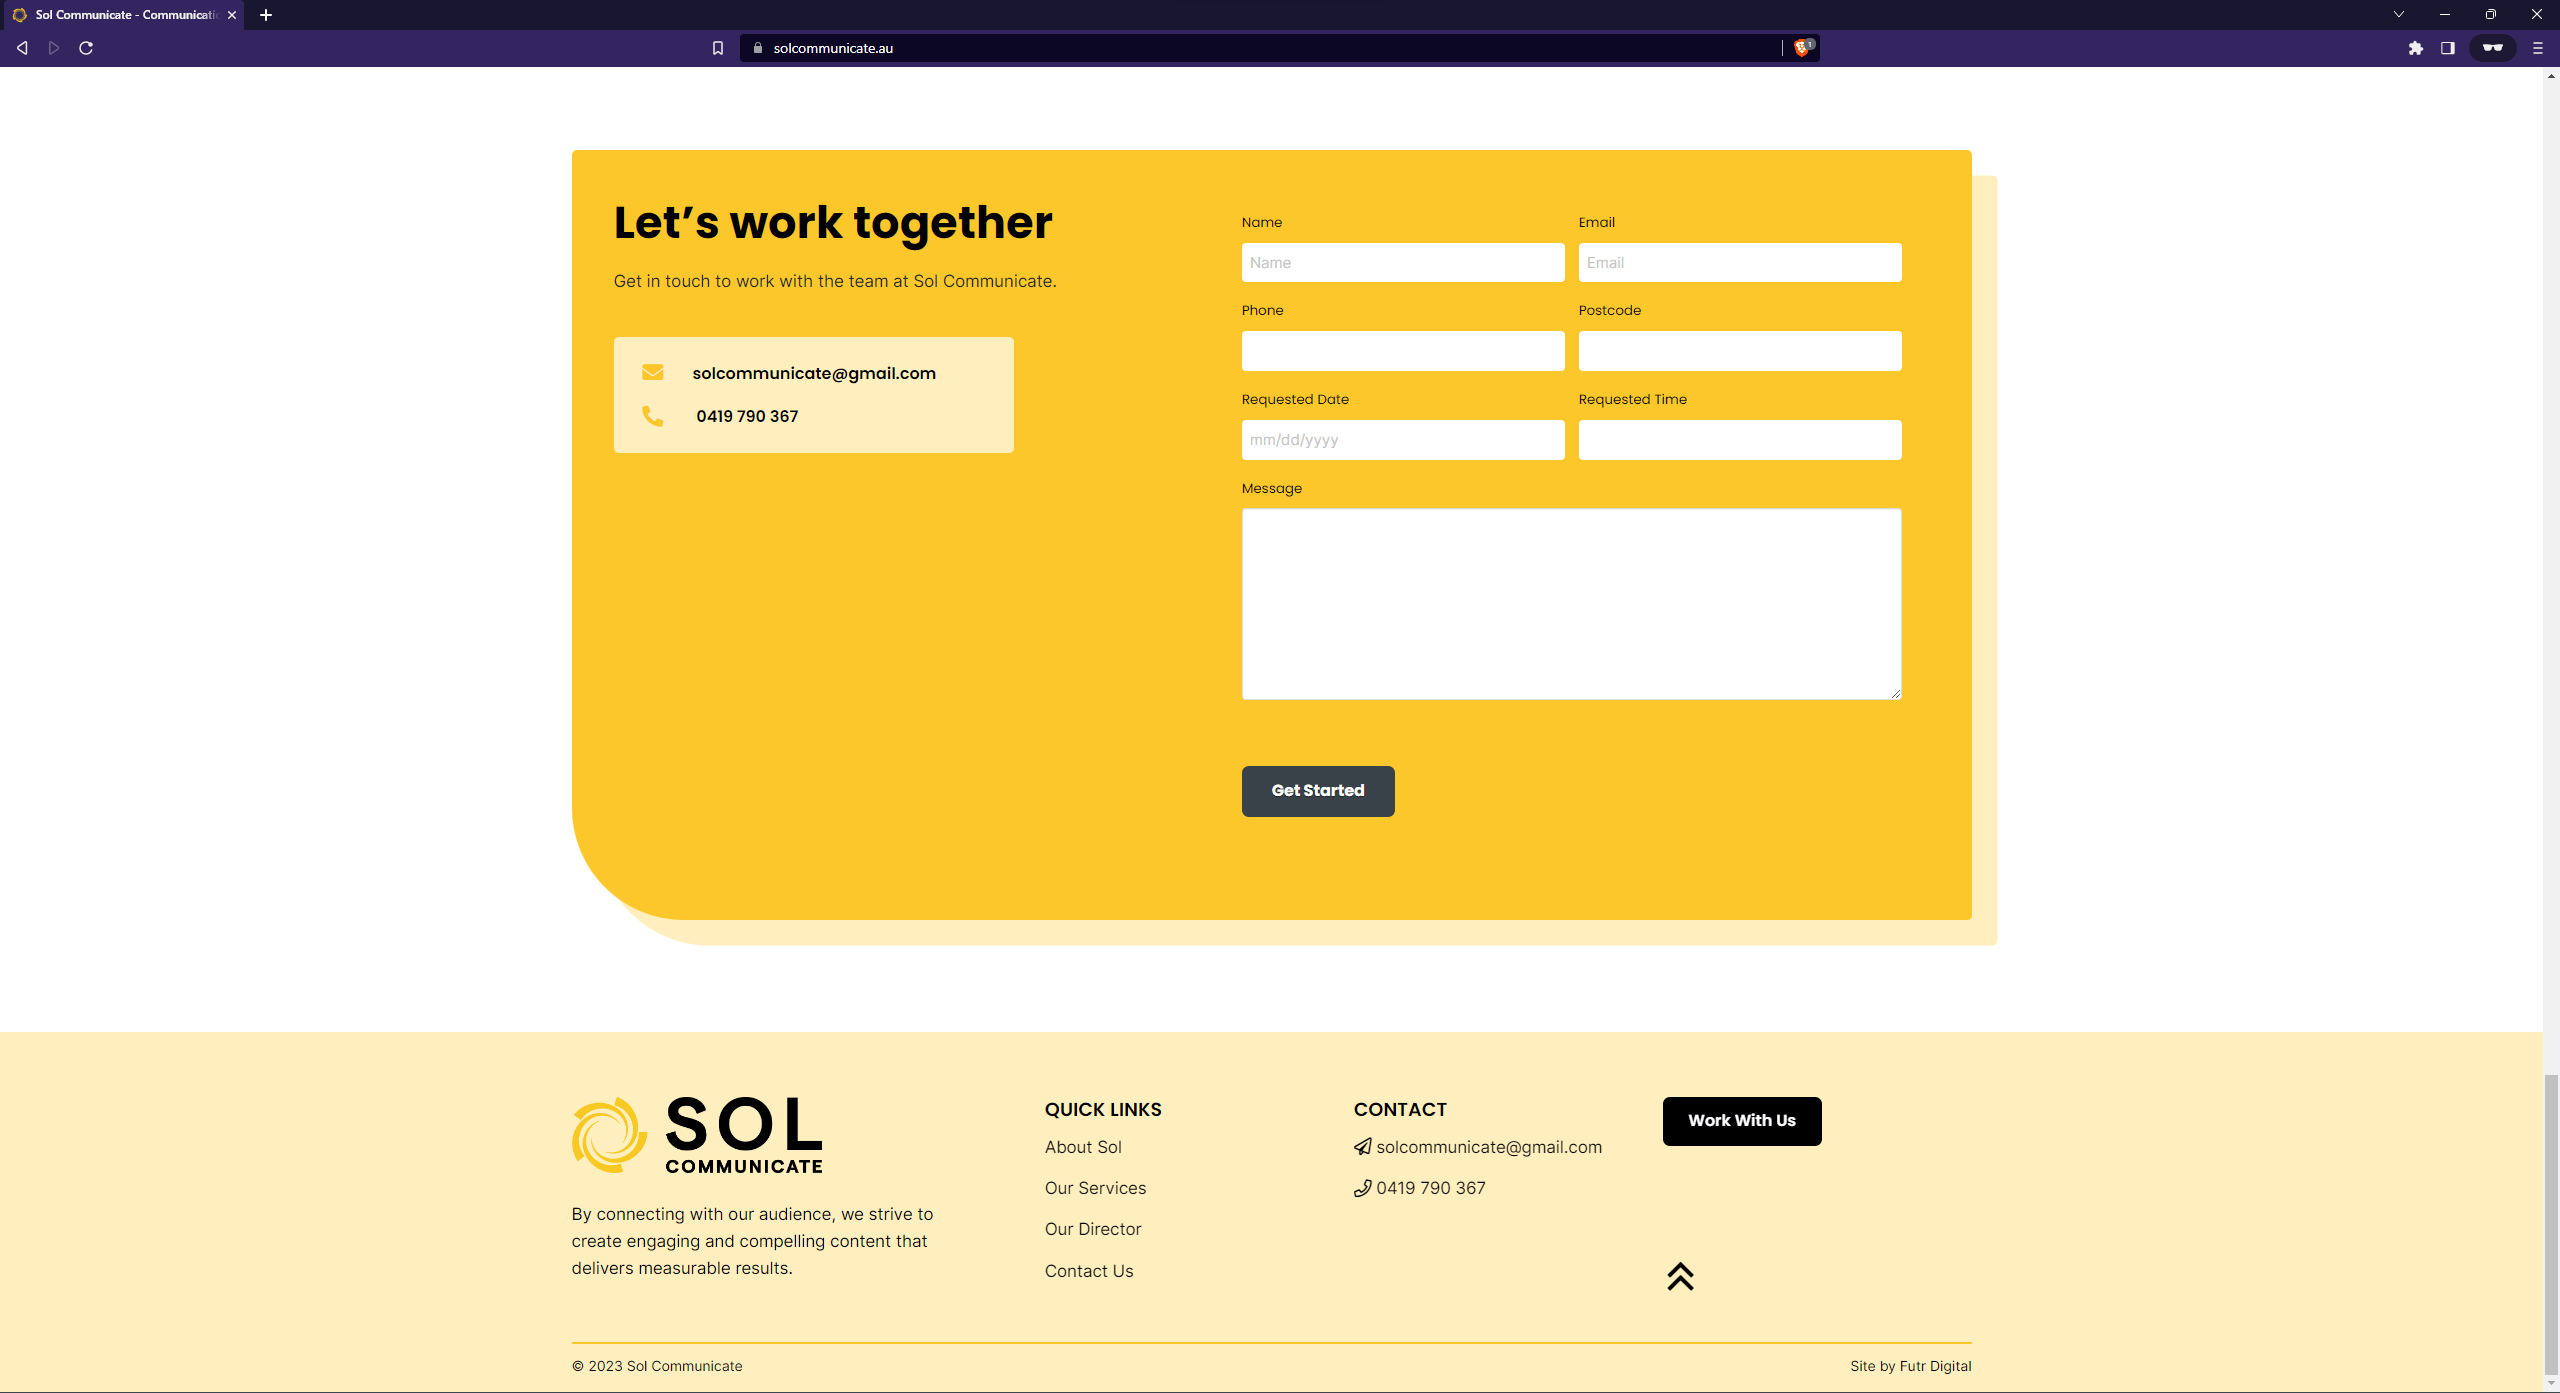 Sol Communicate - Communicatio
solcommunicate.au
1
Let’s work together
Get in touch to work with the team at Sol Communicate.
solcommunicate@gmail.com
0419 790 367
Name
Email
Name
Email
Phone
Postcode
Requested Date
Requested Time
mm/dd/yyyy
Message
Get Started
SOL
COMMUNICATE
By connecting with our audience, we strive to
create engaging and compelling content that
delivers measurable results.
QUICK LINKS
About Sol
Our Services
Our Director
Contact Us
CONTACT
solcommunicate@gmail.com
0419 790 367
Work With Us
© 2023 Sol Communicate
Site by Futr Digital